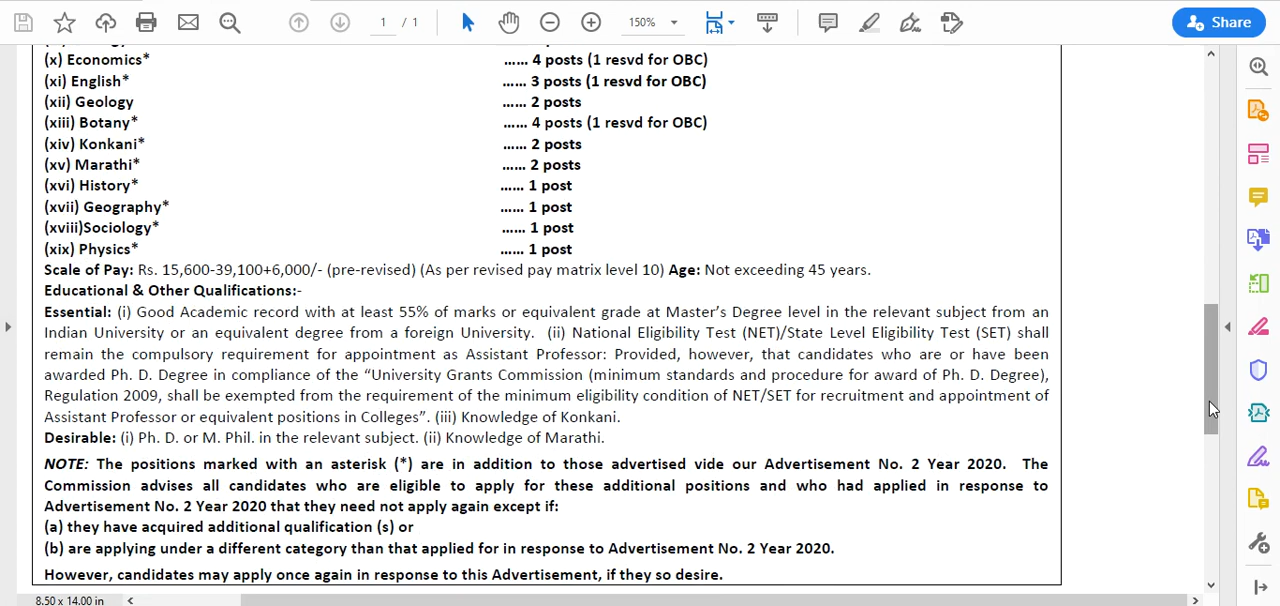 1 / 1
150%
Share
(x) Economics* ...... 4 posts (1 resvd for OBC)
(xi) English* ...... 3 posts (1 resvd for OBC)
(xii) Geology ...... 2 posts
(xiii) Botany* ...... 4 posts (1 resvd for OBC)
(xiv) Konkani* ...... 2 posts
(xv) Marathi* ...... 2 posts
(xvi) History* ...... 1 post
(xvii) Geography* ...... 1 post
(xviii)Sociology* ...... 1 post
(xix) Physics* ...... 1 post
Scale of Pay: Rs. 15,600-39,100+6,000/- (pre-revised) (As per revised pay matrix level 10) Age: Not exceeding 45 years.
Educational & Other Qualifications:-
Essential: (i) Good Academic record with at least 55% of marks or equivalent grade at Master's Degree level in the relevant subject from an
Indian University or an equivalent degree from a foreign University. (ii) National Eligibility Test (NET)/State Level Eligibility Test (SET) shall
remain the compulsory requirement for appointment as Assistant Professor: Provided, however, that candidates who are or have been
awarded Ph. D. Degree in compliance of the “University Grants Commission (minimum standards and procedure for award of Ph. D. Degree),
Regulation 2009, shall be exempted from the requirement of the minimum eligibility condition of NET/SET for recruitment and appointment of
Assistant Professor or equivalent positions in Colleges”. (iii) Knowledge of Konkani.
Desirable: (i) Ph. D. or M. Phil. in the relevant subject. (ii) Knowledge of Marathi.
NOTE: The positions marked with an asterisk (*) are in addition to those advertised vide our Advertisement No. 2 Year 2020. The
Commission advises all candidates who are eligible to apply for these additional positions and who had applied in response to
Advertisement No. 2 Year 2020 that they need not apply again except if:
(a) they have acquired additional qualification (s) or
(b) are applying under a different category than that applied for in response to Advertisement No. 2 Year 2020.
However, candidates may apply once again in response to this Advertisement, if they so desire.
8.50 x 14.00 in